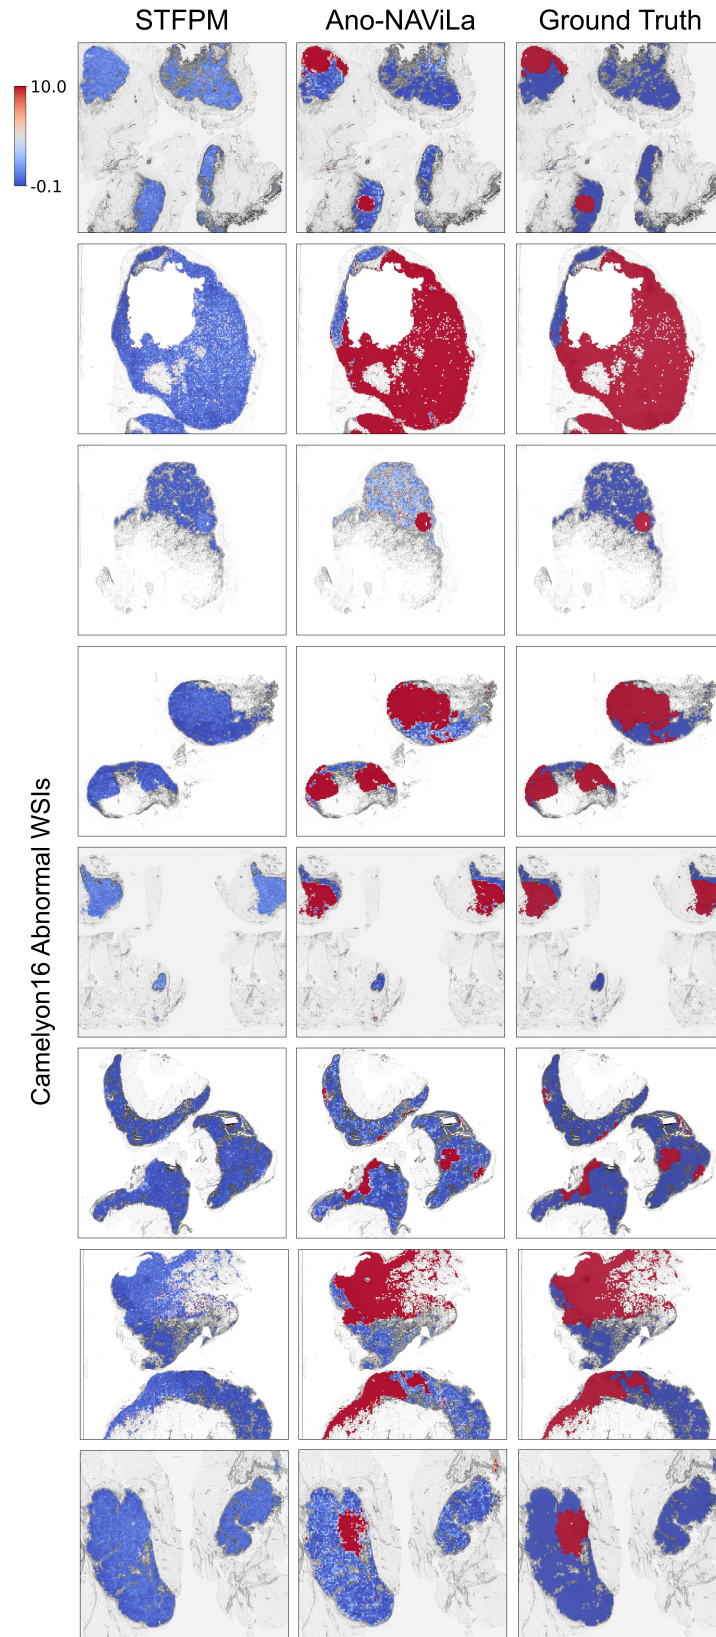 STFPM
Ano-NAViLa
Ground Truth
10.0
-0.1
Camelyon16 Abnormal WSIs